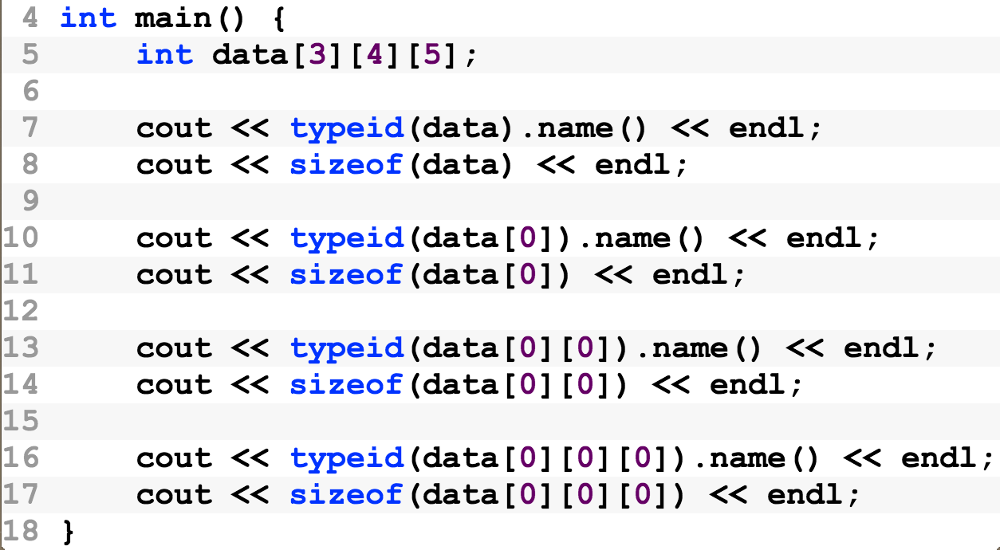 4 int main() {
5     int data[3][4][5];
6
7     cout << typeid(data).name() << endl;
8     cout << sizeof(data) << endl;
9
10     cout << typeid(data[0]).name() << endl;
11     cout << sizeof(data[0]) << endl;
12
13     cout << typeid(data[0][0]).name() << endl;
14     cout << sizeof(data[0][0]) << endl;
15
16     cout << typeid(data[0][0][0]).name() << endl;
17     cout << sizeof(data[0][0][0]) << endl;
18 }